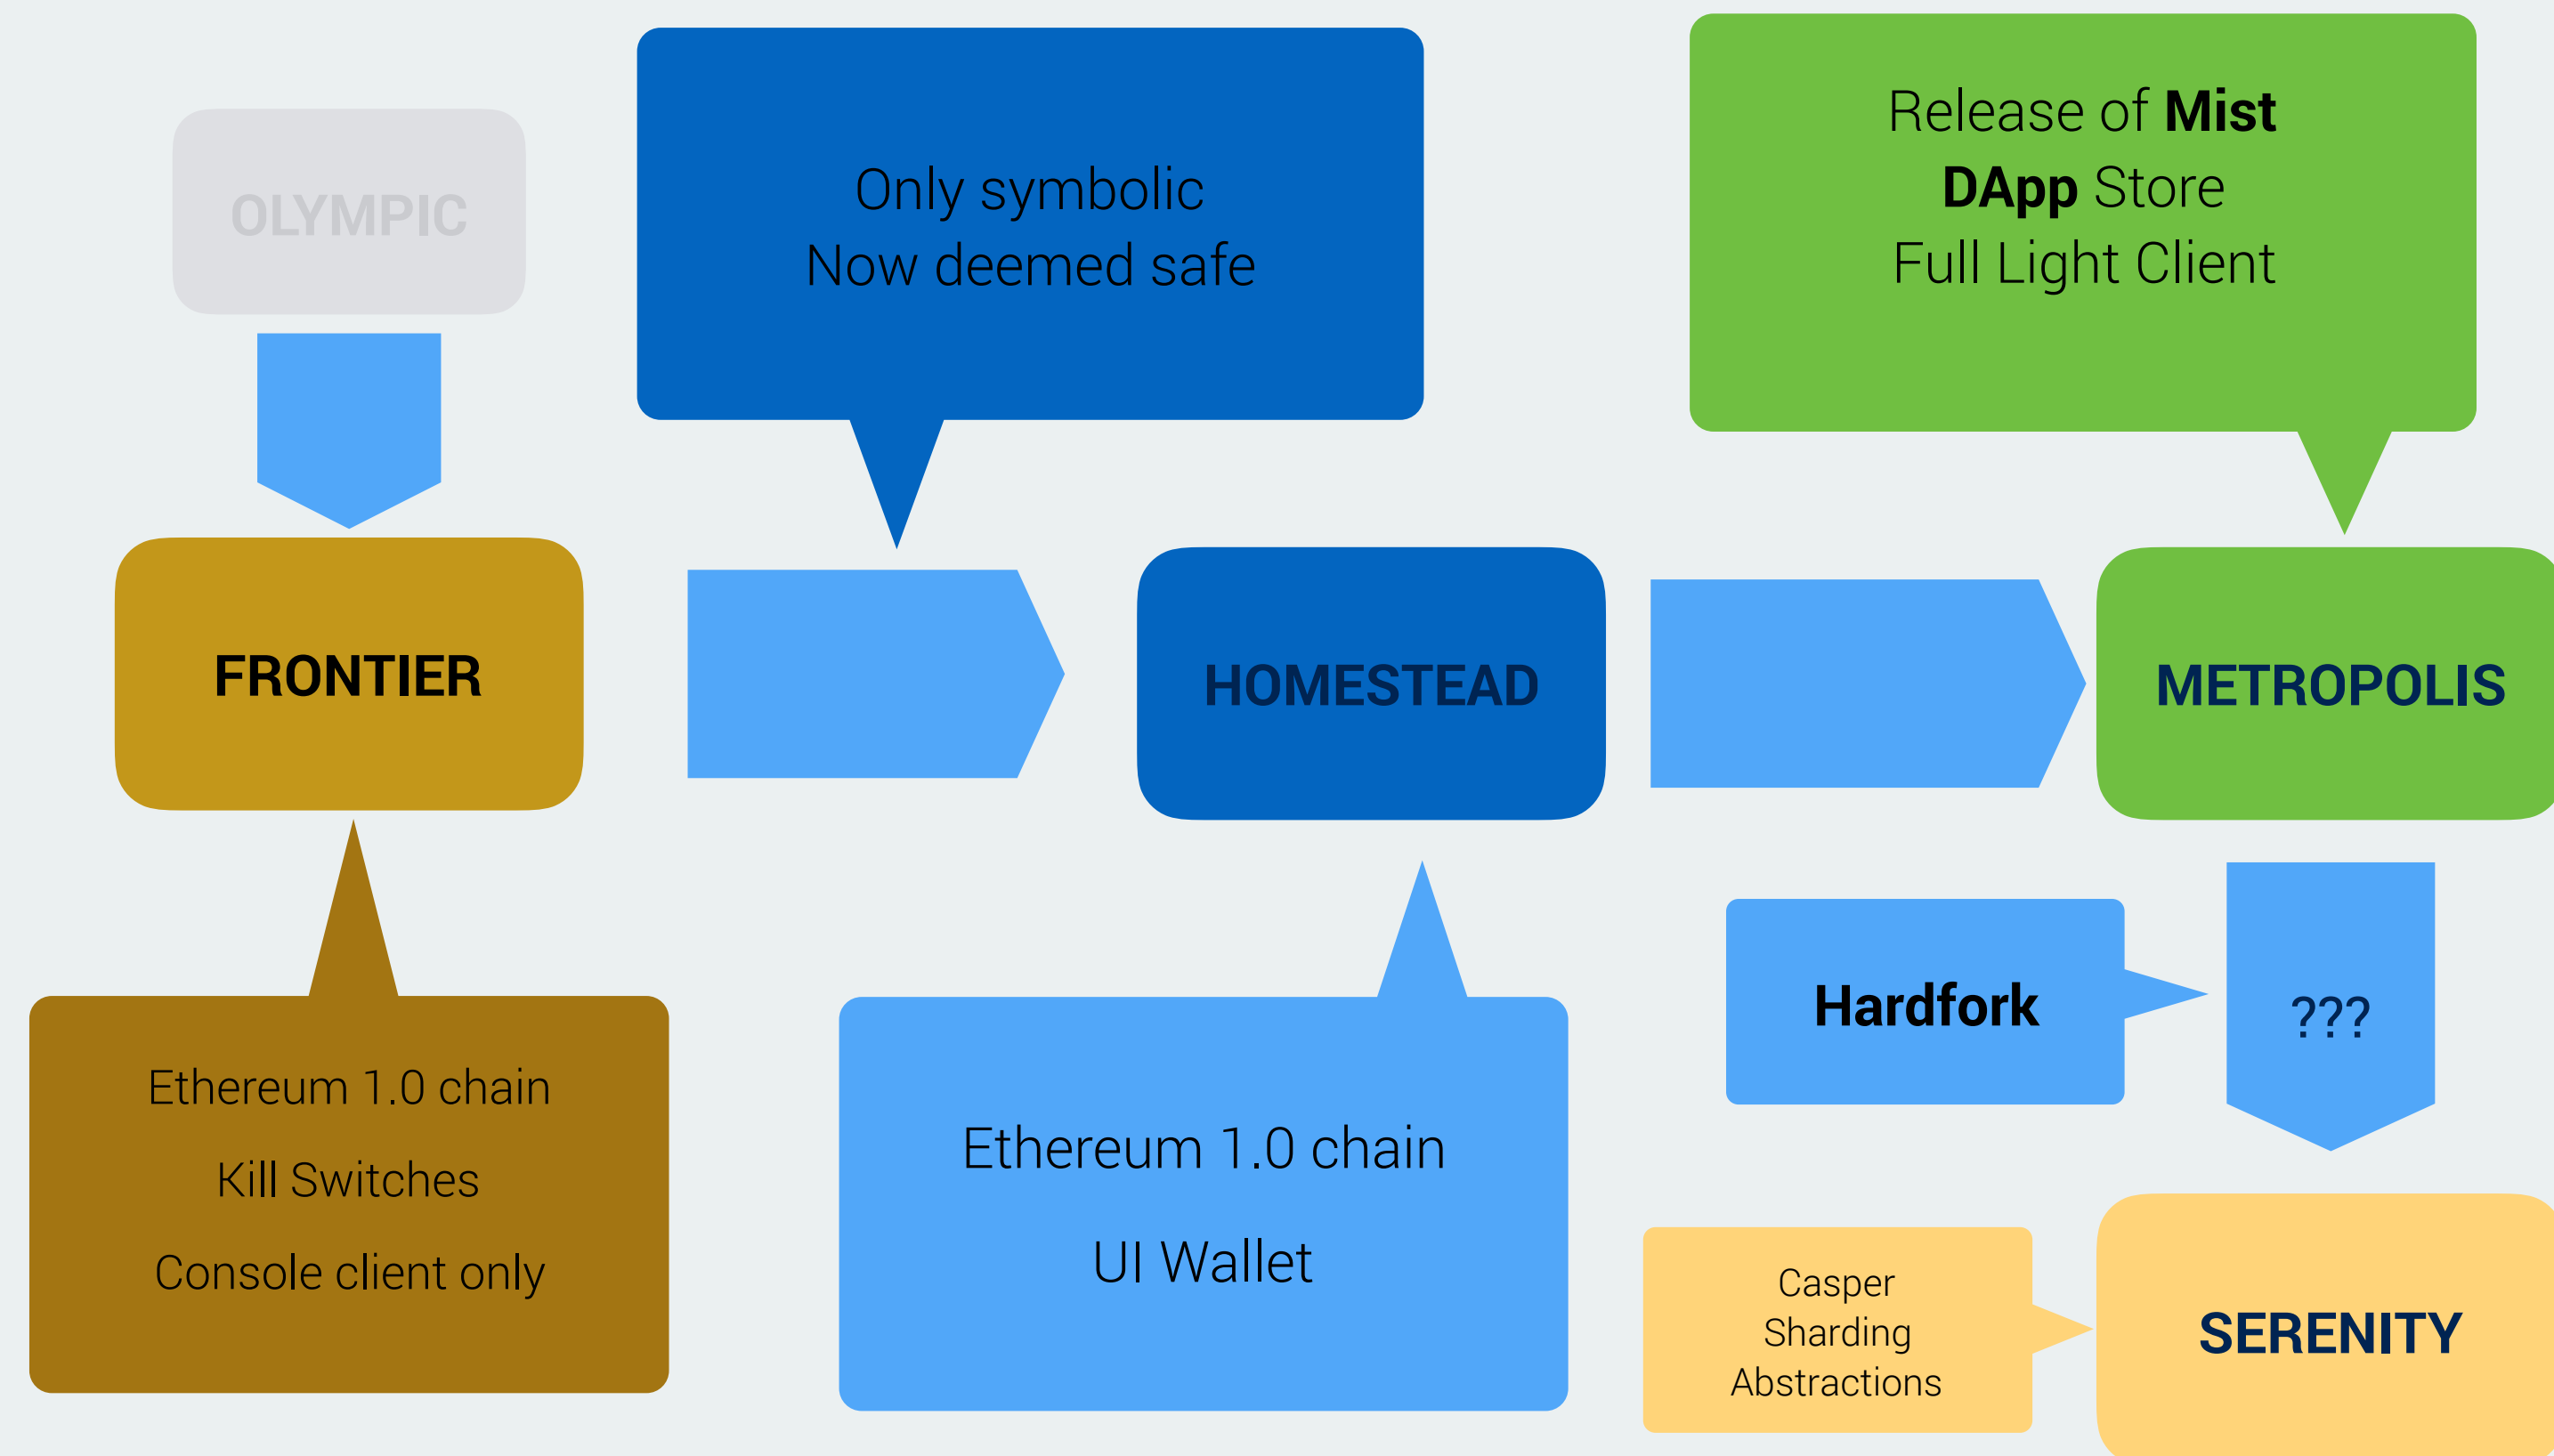 OLYMPIC
Only symbolic
Now deemed safe
Release of Mist
DApp Store
Full Light Client
FRONTIER
HOMESTEAD
METROPOLIS
Ethereum 1.0 chain
Kill Switches
Console client only
Ethereum 1.0 chain
UI Wallet
Hardfork
???
Casper
Sharding
Abstractions
SERENITY